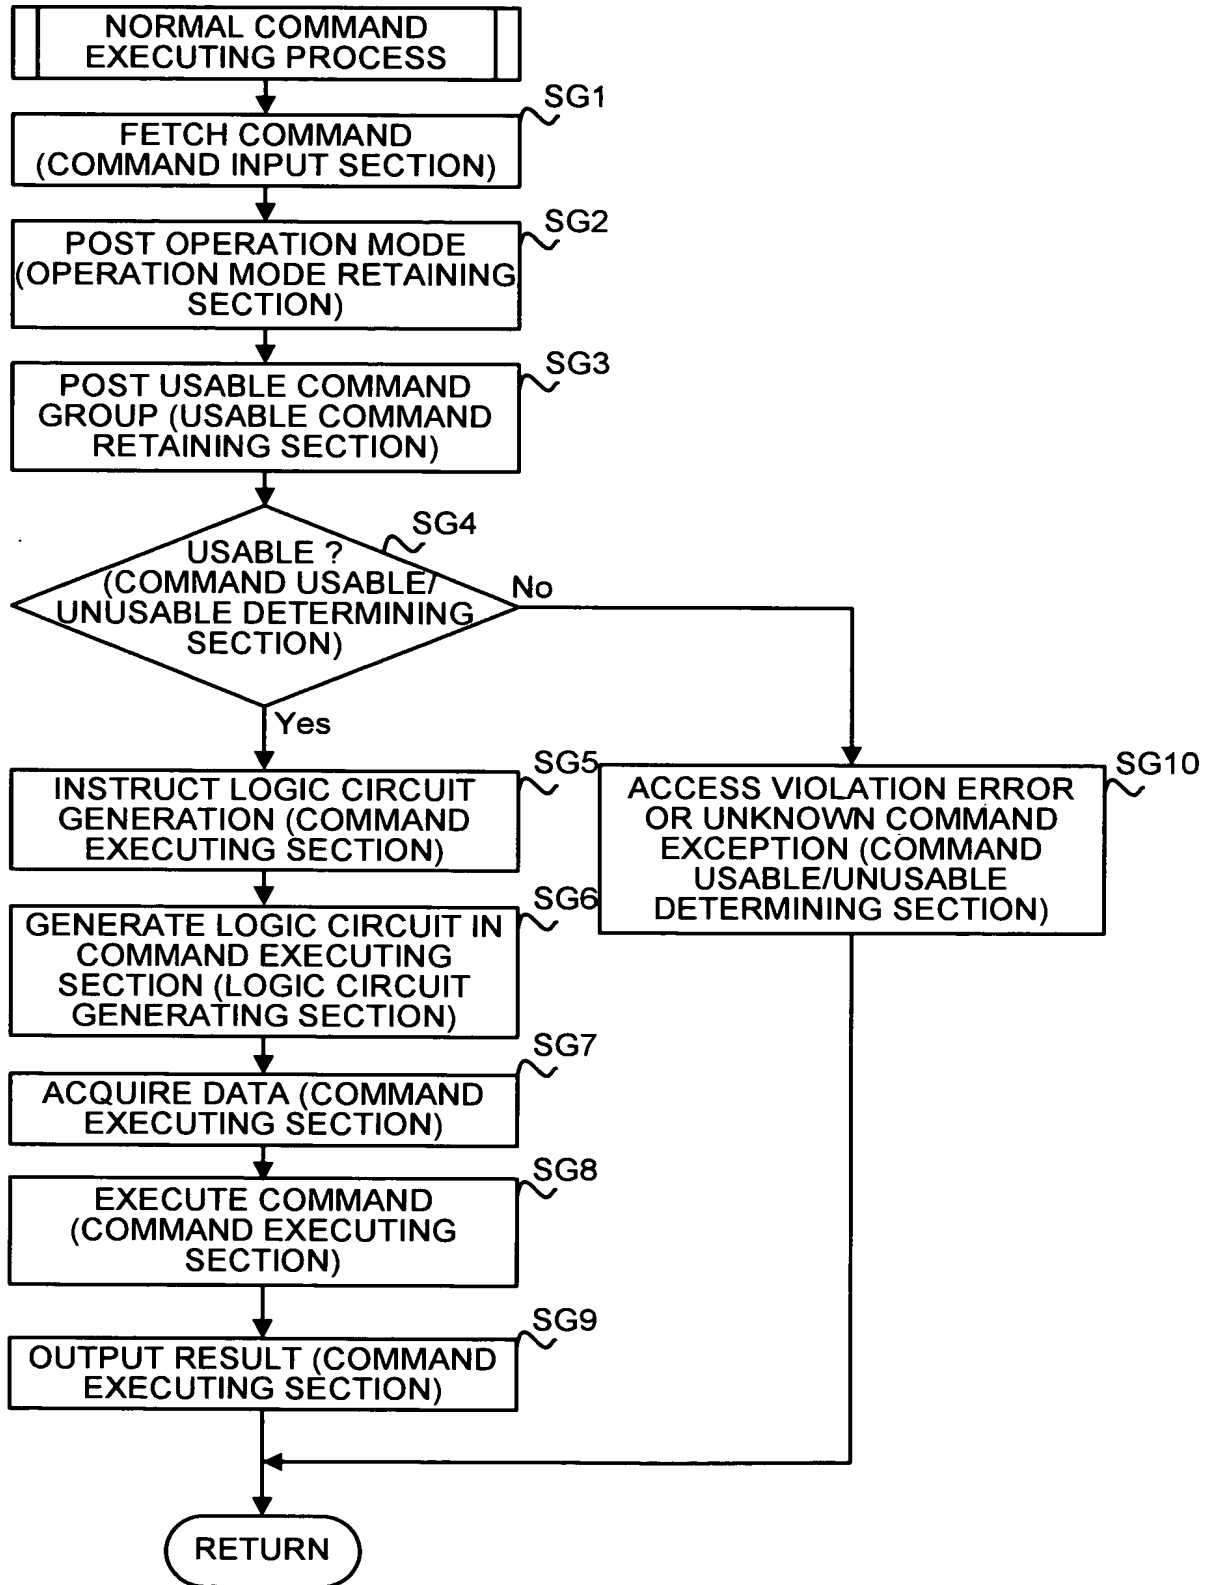 NORMAL COMMAND
EXECUTING PROCESS
SG1
FETCH COMMAND
(COMMAND INPUT SECTION)
SG2
POST OPERATION MODE
(OPERATION MODE RETAINING
SECTION)
SG3
POST USABLE COMMAND
GROUP (USABLE COMMAND
RETAINING SECTION)
SG4
USABLE ?
(COMMAND USABLE/
UNUSABLE DETERMINING
SECTION)
No
Yes
SG5
INSTRUCT LOGIC CIRCUIT
GENERATION (COMMAND
EXECUTING SECTION)
SG10
ACCESS VIOLATION ERROR
OR UNKNOWN COMMAND
EXCEPTION (COMMAND
USABLE/UNUSABLE
DETERMINING SECTION)
SG6
GENERATE LOGIC CIRCUIT IN
COMMAND EXECUTING
SECTION (LOGIC CIRCUIT
GENERATING SECTION)
SG7
ACQUIRE DATA (COMMAND
EXECUTING SECTION)
SG8
EXECUTE COMMAND
(COMMAND EXECUTING
SECTION)
SG9
OUTPUT RESULT (COMMAND
EXECUTING SECTION)
RETURN